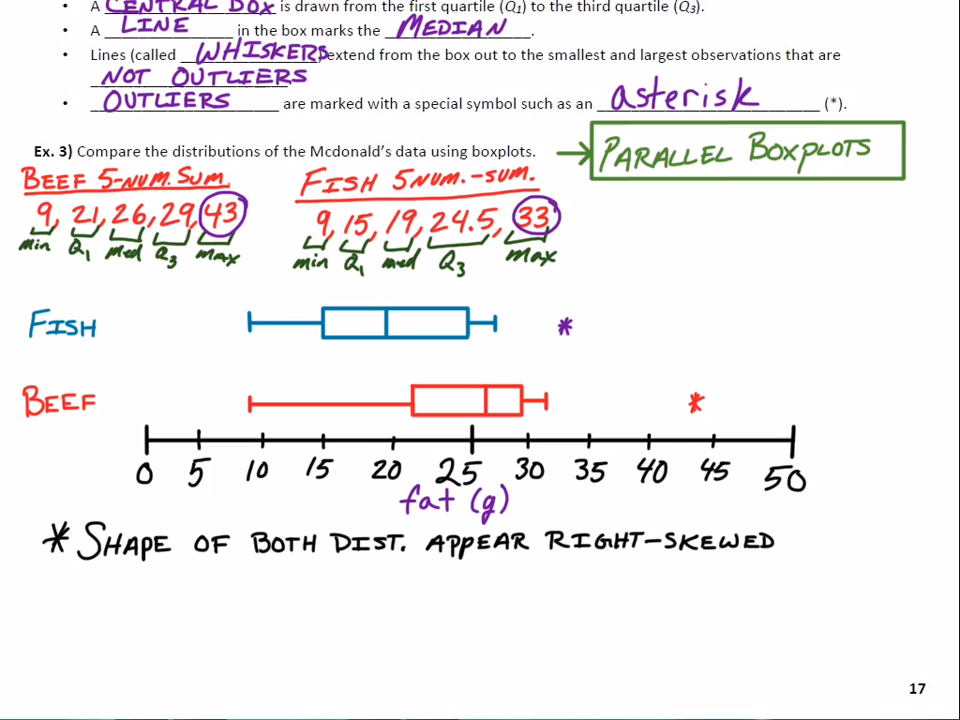 • A CENTRAL BOX is drawn from the first quartile (Q1) to the third quartile (Q3).
• A LINE in the box marks the MEDIAN.
• Lines (called WHISKERS) extend from the box out to the smallest and largest observations that are
NOT OUTLIERS
• OUTLIERS are marked with a special symbol such as an asterisk (*).
Ex. 3) Compare the distributions of the Mcdonald's data using boxplots. → PARALLEL BOXPLOTS
BEEF 5-NUM. SUM. FISH 5NUM.-SUM.
9, 21, 26, 29, 43 9, 15, 19, 24.5, 33
min Q1 Med Q3 Max min Q1 med Q3 Max
FISH *
BEEF *
0 5 10 15 20 25 30 35 40 45 50
fat (g)
* SHAPE OF BOTH DIST. APPEAR RIGHT-SKEWED
17